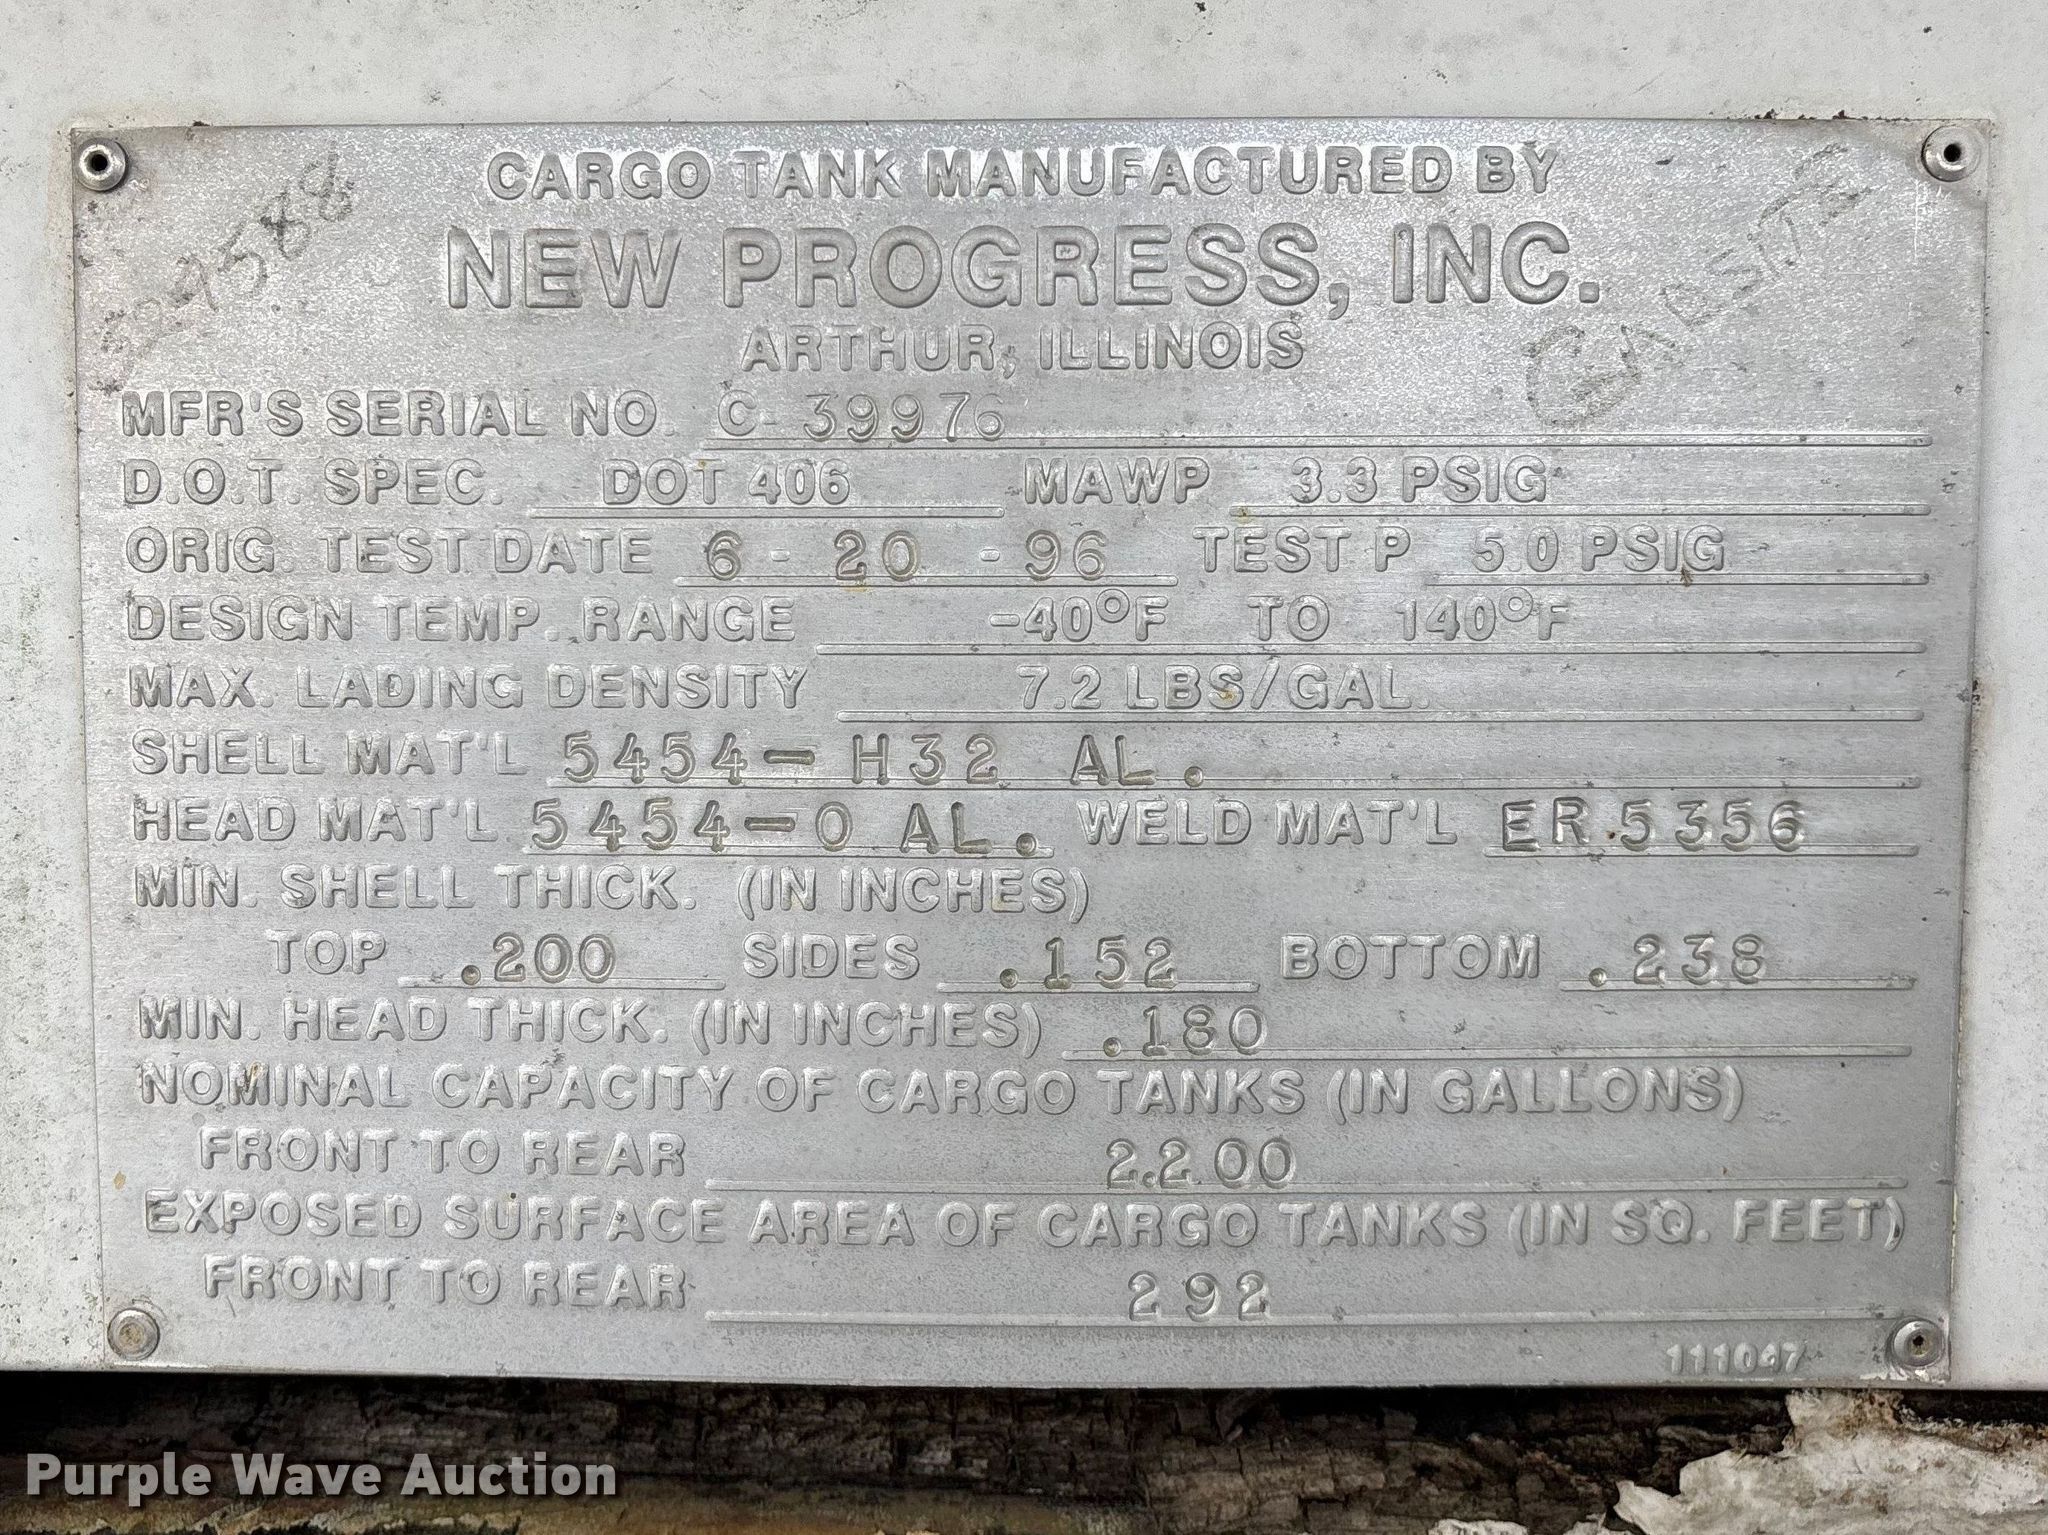 CARGO TANK MANUFACTURED BY
NEW PROGRESS, INC.
ARTHUR, ILLINOIS
MFR'S SERIAL NO. C-39976
D.O.T. SPEC. DOT 406 MAWP 3.3 PSIG
ORIG. TEST DATE 6-20-96 TEST P 5.0 PSIG
DESIGN TEMP. RANGE -40°F TO 140°F
MAX. LADING DENSITY 7.2 LBS/GAL.
SHELL MAT'L 5454-H32 AL.
HEAD MAT'L 5454-O AL. WELD MAT'L ER5356
MIN. SHELL THICK. (IN INCHES)
TOP .200 SIDES .152 BOTTOM .238
MIN. HEAD THICK. (IN INCHES) .180
NOMINAL CAPACITY OF CARGO TANKS (IN GALLONS)
FRONT TO REAR 2.200
EXPOSED SURFACE AREA OF CARGO TANKS (IN SQ. FEET)
FRONT TO REAR 292
111047
Purple Wave Auction